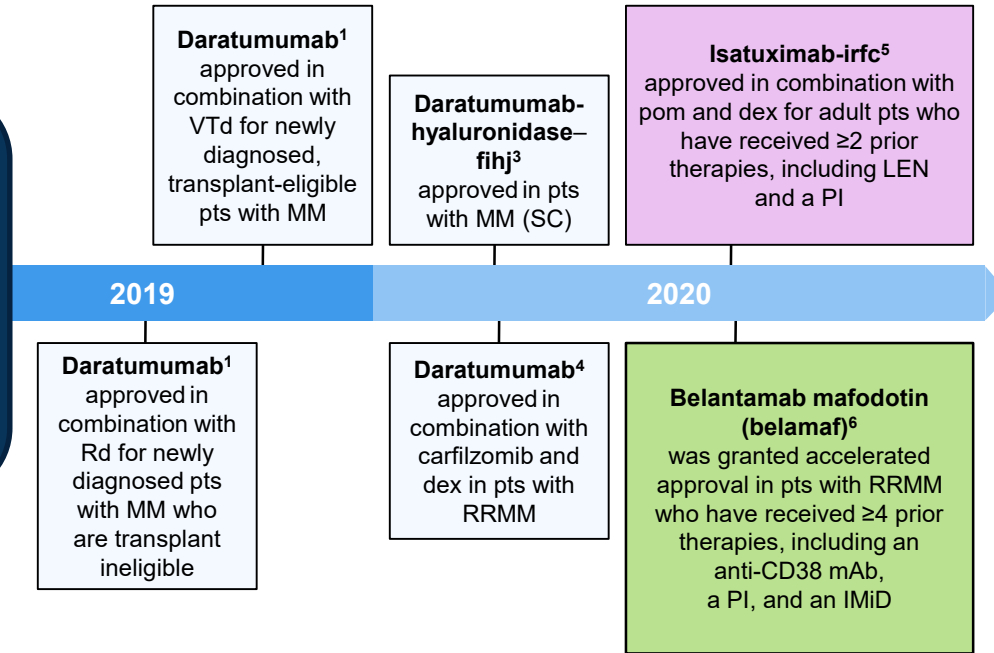 Daratumumab¹
approved in
combination with
VTd for newly
diagnosed,
transplant-eligible
pts with MM
Daratumumab-
hyaluronidase–
fihj³
approved in pts
with MM (SC)
Isatuximab-irfc⁵
approved in combination with
pom and dex for adult pts who
have received ≥2 prior
therapies, including LEN
and a PI
2019
2020
Daratumumab¹
approved in
combination with
Rd for newly
diagnosed pts
with MM who
are transplant
ineligible
Daratumumab⁴
approved in
combination with
carfilzomib and
dex in pts with
RRMM
Belantamab mafodotin
(belamaf)⁶
was granted accelerated
approval in pts with RRMM
who have received ≥4 prior
therapies, including an
anti-CD38 mAb,
a PI, and an IMiD